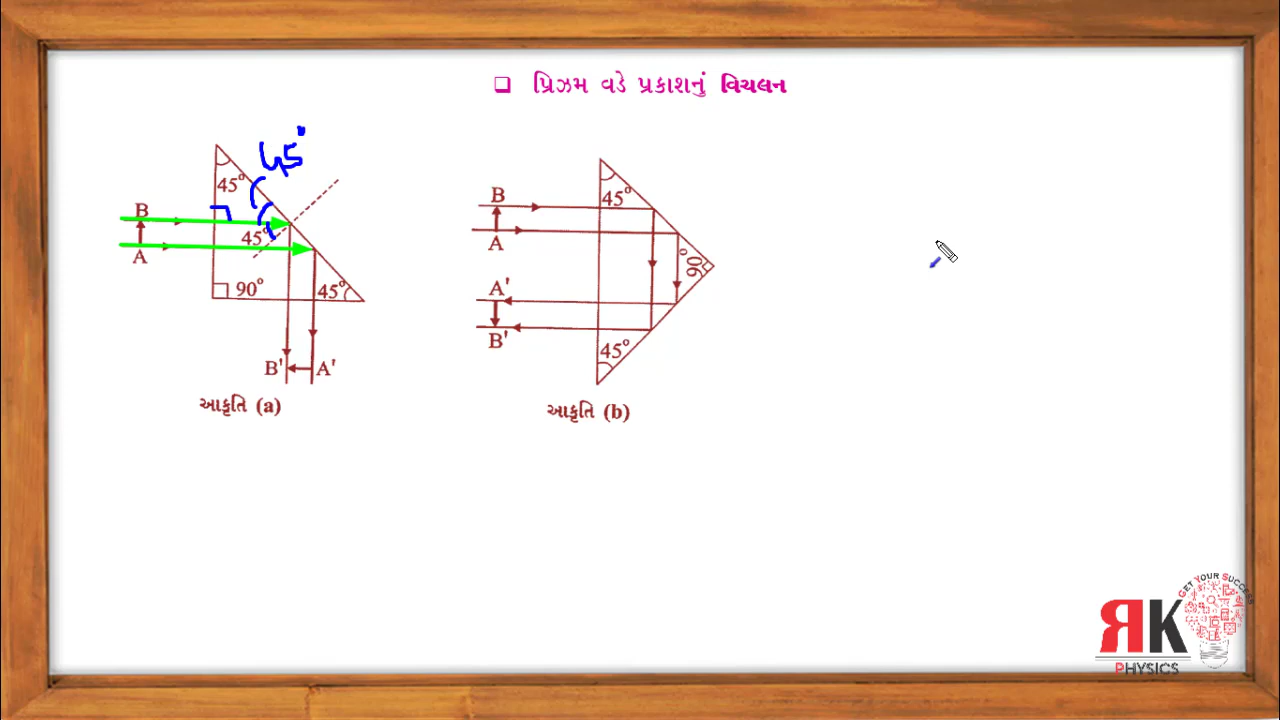 ❑ પ્રિઝમ વડે પ્રકાશનું વિચલન
45°
45°
B
45°
A
90°
45°
B'
A'
આકૃતિ (a)
B
45°
A
90°
A'
B'
45°
આકૃતિ (b)
GET YOUR SUCCESS
RK
PHYSICS